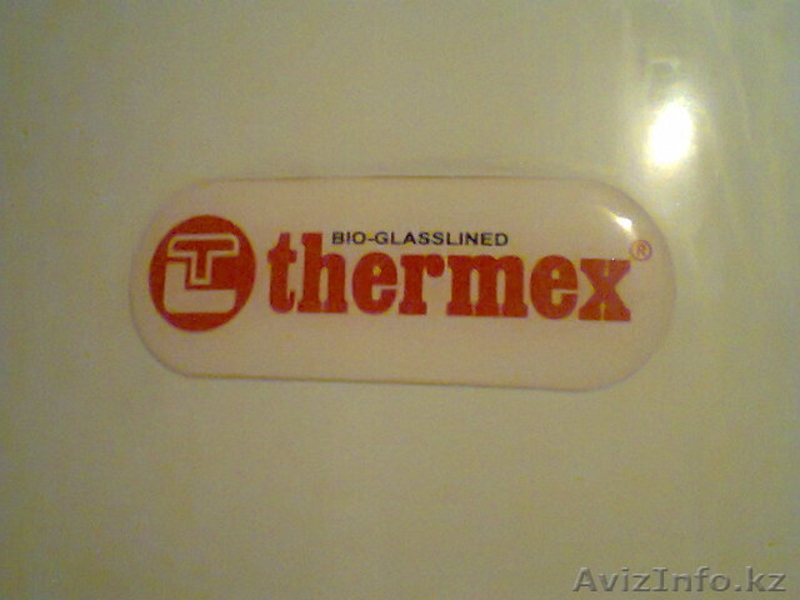 BIO-GLASSLINED
thermex®
AvizInfo.kz